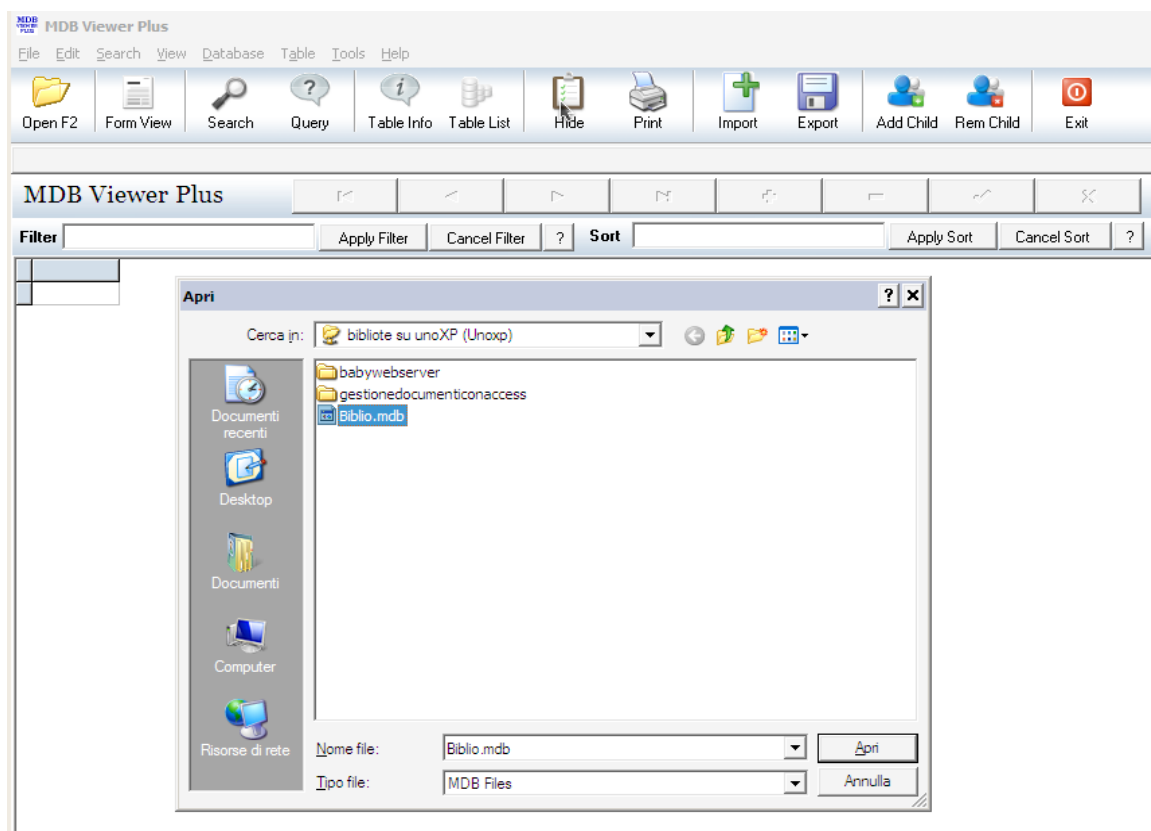 MDB Viewer Plus
File Edit Search View Database Table Tools Help
Open F2 Form View Search Query Table Info Table List Hide Print Import Export Add Child Rem Child Exit
MDB Viewer Plus
Filter Apply Filter Cancel Filter ? Sort Apply Sort Cancel Sort ?
Apri
Cerca in: bibliote su unoXP (Unoxp)
babywebserver
gestionedocumenticonaccess
Biblio.mdb
Documenti
recenti
Desktop
Documenti
Computer
Risorse di rete
Nome file: Biblio.mdb Apri
Tipo file: MDB Files Annulla